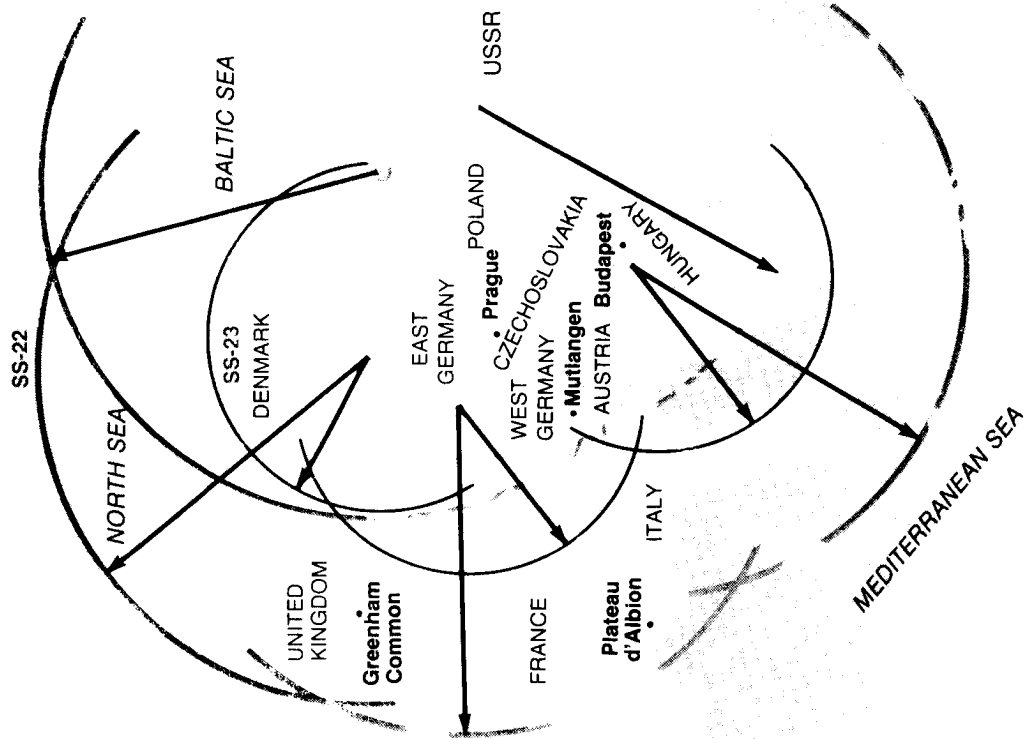 SS-22
BALTIC SEA
USSR
NORTH SEA
SS-23
DENMARK
EAST
GERMANY
POLAND
Prague
CZECHOSLOVAKIA
WEST
GERMANY
Mutlangen
AUSTRIA
Budapest
HUNGARY
UNITED
KINGDOM
Greenham
Common
FRANCE
ITALY
Plateau
d'Albion
MEDITERRANEAN SEA